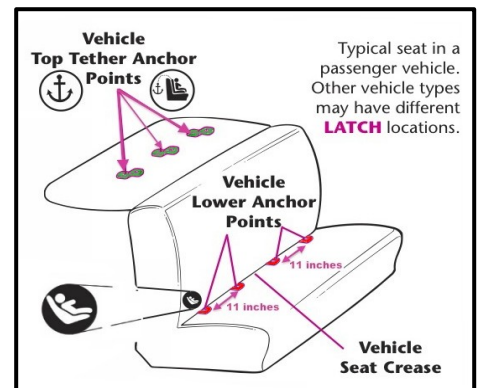 Vehicle
Top Tether Anchor
Points
Typical seat in a
passenger vehicle.
Other vehicle types
may have different
LATCH locations.
Vehicle
Lower Anchor
Points
11 inches
11 inches
Vehicle
Seat Crease